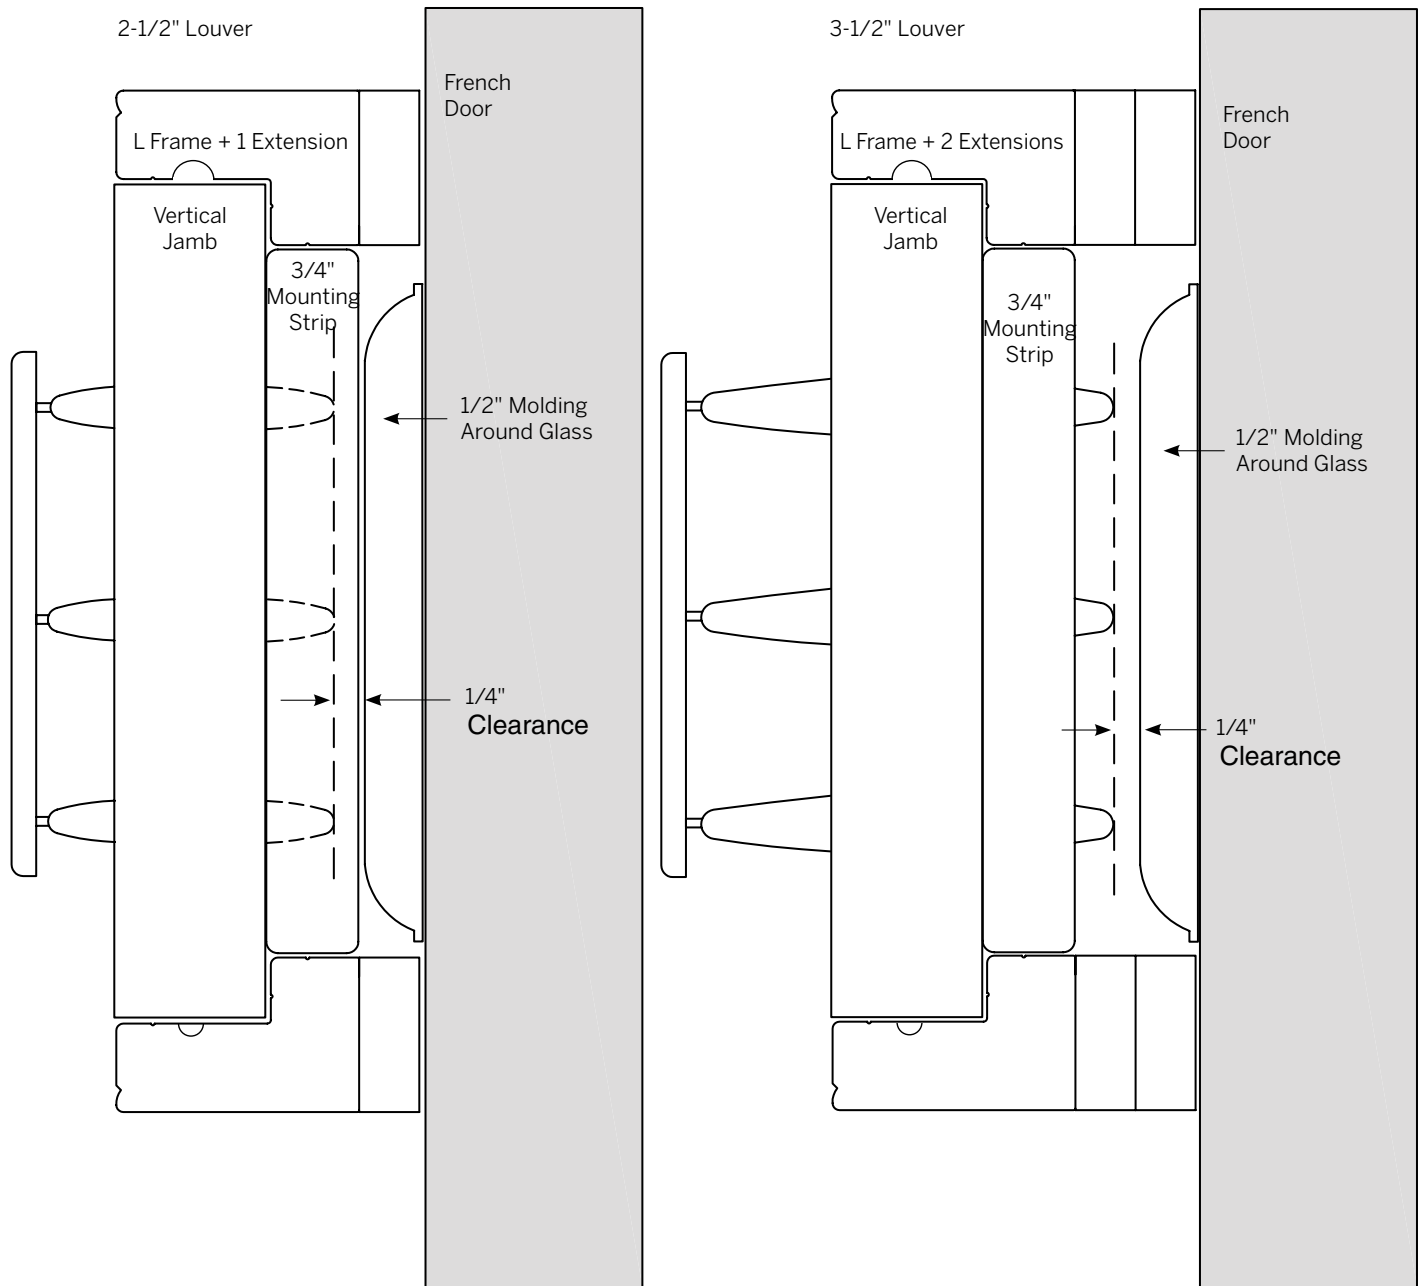 2-1/2" Louver
French
Door
L Frame + 1 Extension
Vertical
Jamb
3/4"
Mounting
Strip
1/2" Molding
Around Glass
1/4"
Clearance
3-1/2" Louver
French
Door
L Frame + 2 Extensions
Vertical
Jamb
3/4"
Mounting
Strip
1/2" Molding
Around Glass
1/4"
Clearance